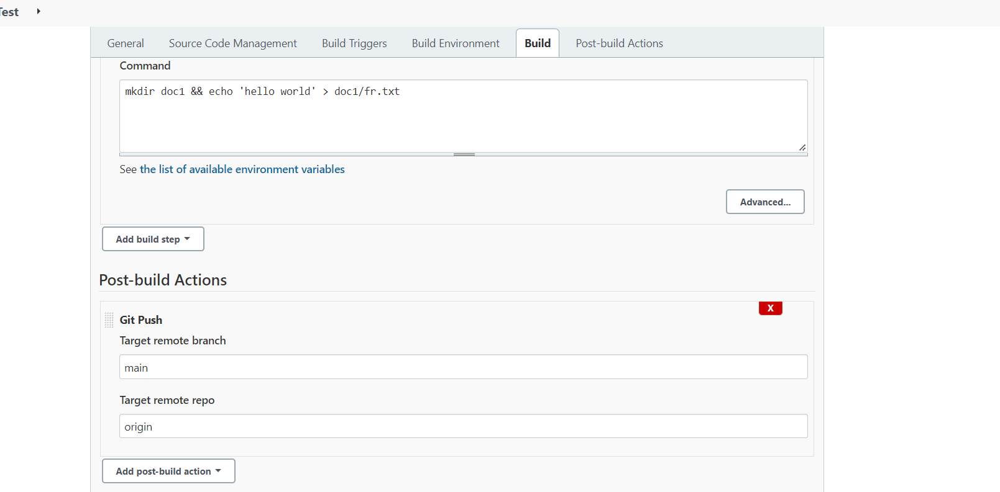 Test
General Source Code Management Build Triggers Build Environment Build Post-build Actions
Command
mkdir doc1 && echo 'hello world' > doc1/fr.txt
See the list of available environment variables
Advanced...
Add build step
Post-build Actions
X
Git Push
Target remote branch
main
Target remote repo
origin
Add post-build action